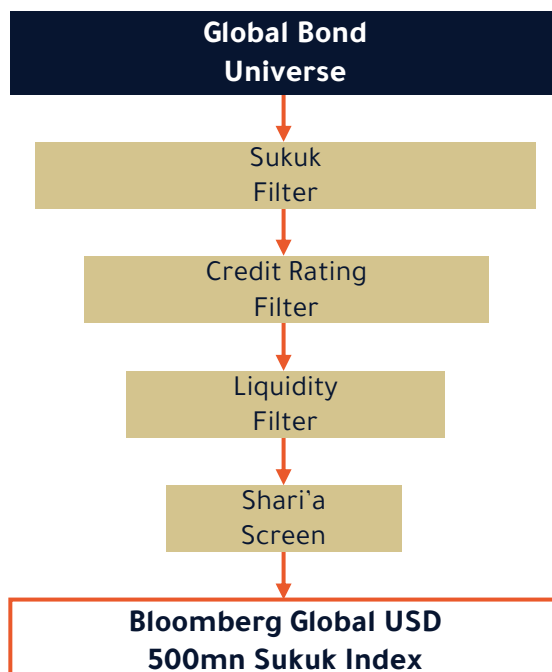 Global Bond
Universe
Sukuk
Filter
Credit Rating
Filter
Liquidity
Filter
Shari’a
Screen
Bloomberg Global USD
500mn Sukuk Index